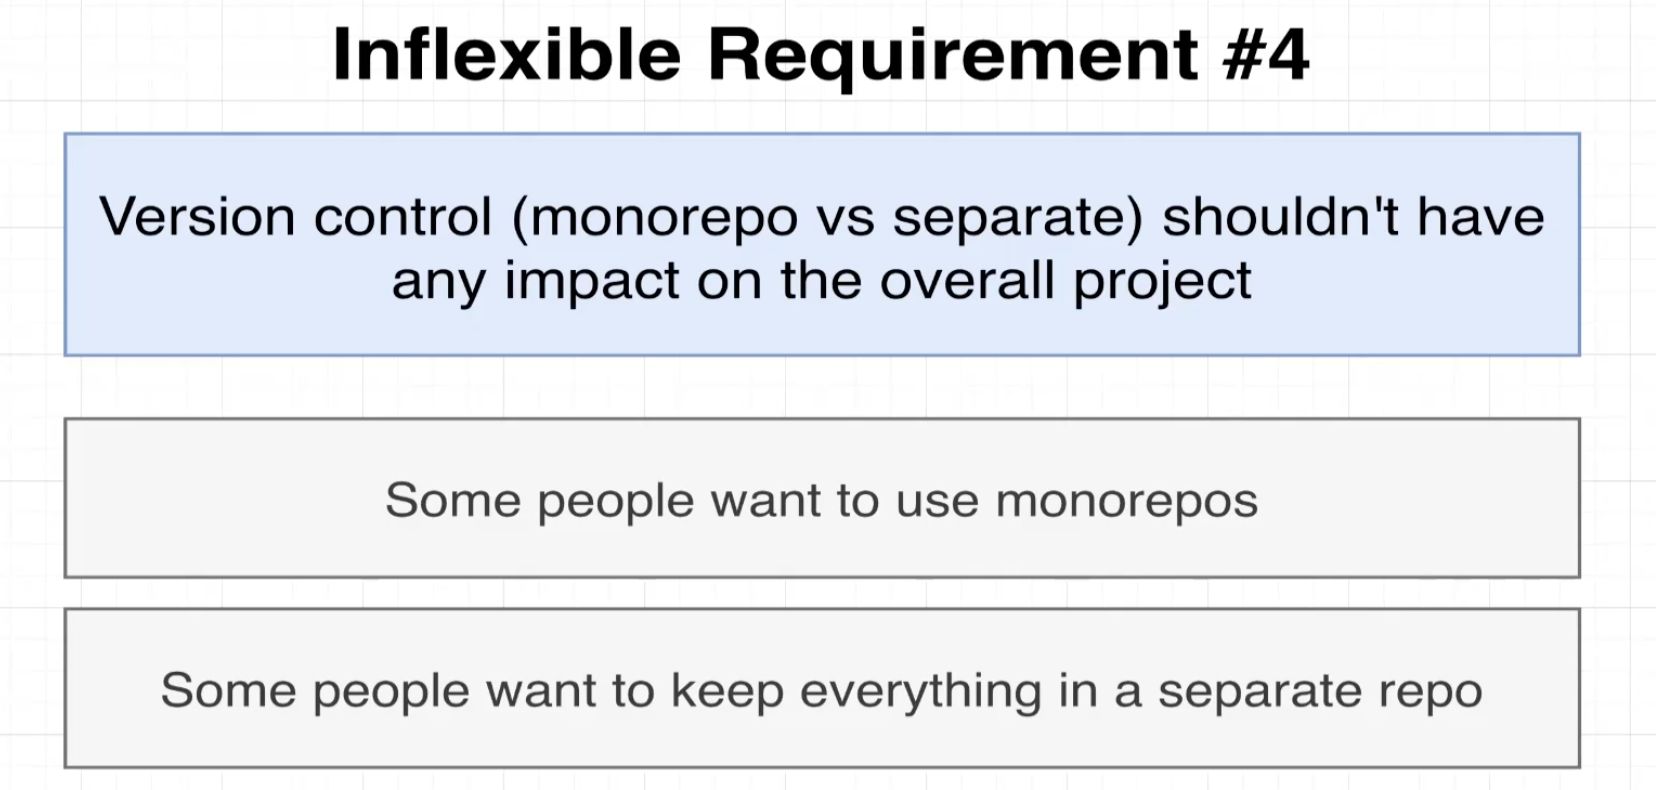 Inflexible Requirement #4
Version control (monorepo vs separate) shouldn't have
any impact on the overall project
Some people want to use monorepos
Some people want to keep everything in a separate repo